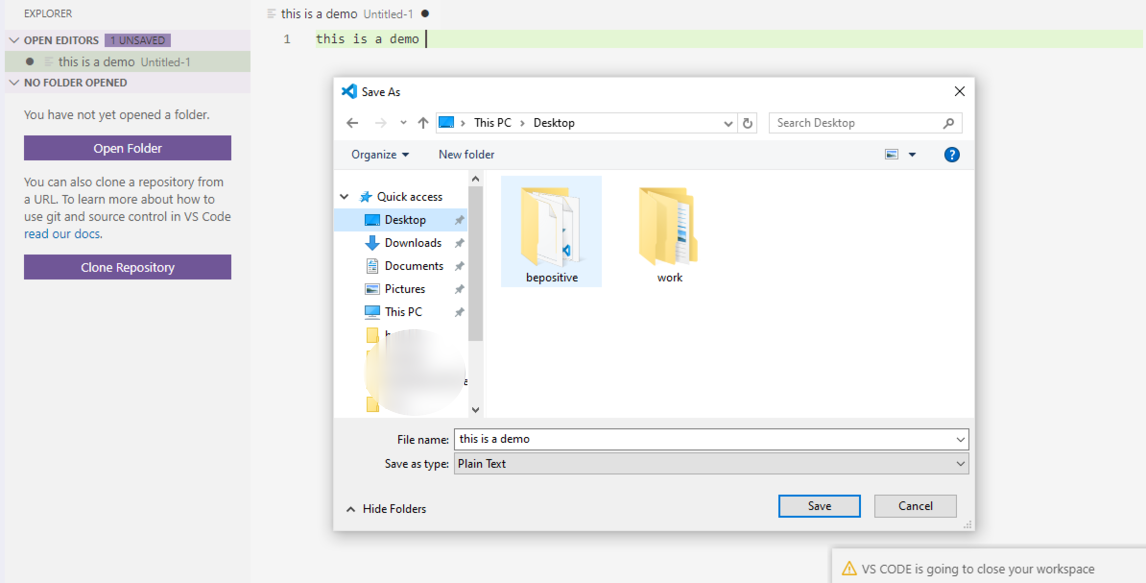 EXPLORER
OPEN EDITORS 1 UNSAVED
this is a demo Untitled-1
NO FOLDER OPENED
You have not yet opened a folder.
Open Folder
You can also clone a repository from
a URL. To learn more about how to
use git and source control in VS Code
read our docs.
Clone Repository
this is a demo Untitled-1
1 this is a demo
Save As
This PC > Desktop
Search Desktop
Organize
New folder
?
Quick access
Desktop
Downloads
Documents
Pictures
This PC
bepositive
work
File name: this is a demo
Save as type: Plain Text
Hide Folders
Save
Cancel
VS CODE is going to close your workspace